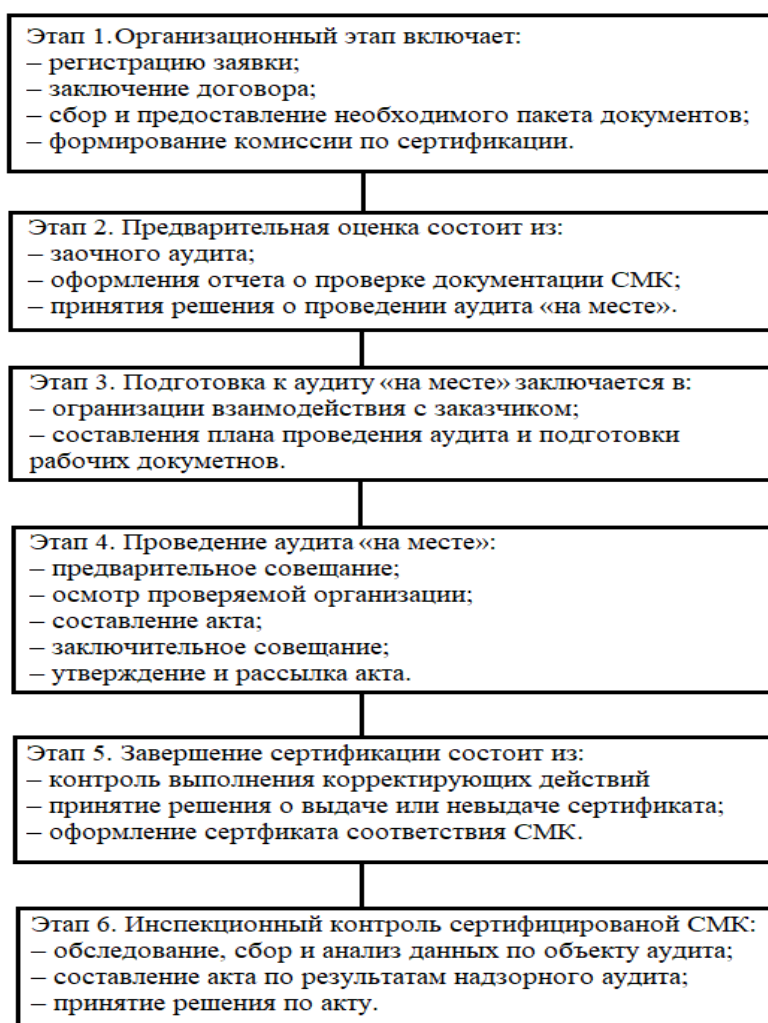 Этап 1.Организационный этап включает:
– регистрацию заявки;
– заключение договора;
– сбор и предоставление необходимого пакета документов;
– формирование комиссии по сертификации.
Этап 2. Предварительная оценка состоит из:
– заочного аудита;
– оформления отчета о проверке документации СМК;
– принятия решения о проведении аудита «на месте».
Этап 3. Подготовка к аудиту «на месте» заключается в:
– огранизации взаимодействия с заказчиком;
– составления плана проведения аудита и подготовки
рабочих докуметнов.
Этап 4. Проведение аудита «на месте»:
– предварительное совещание;
– осмотр проверяемой организации;
– составление акта;
– заключительное совещание;
– утверждение и рассылка акта.
Этап 5. Завершение сертификации состоит из:
– контроль выполнения корректирующих действий
– принятие решения о выдаче или невыдаче сертификата;
– оформление сертфиката соответствия СМК.
Этап 6. Инспекционный контроль сертифицированой СМК:
– обследование, сбор и анализ данных по объекту аудита;
– составление акта по результатам надзорного аудита;
– принятие решения по акту.